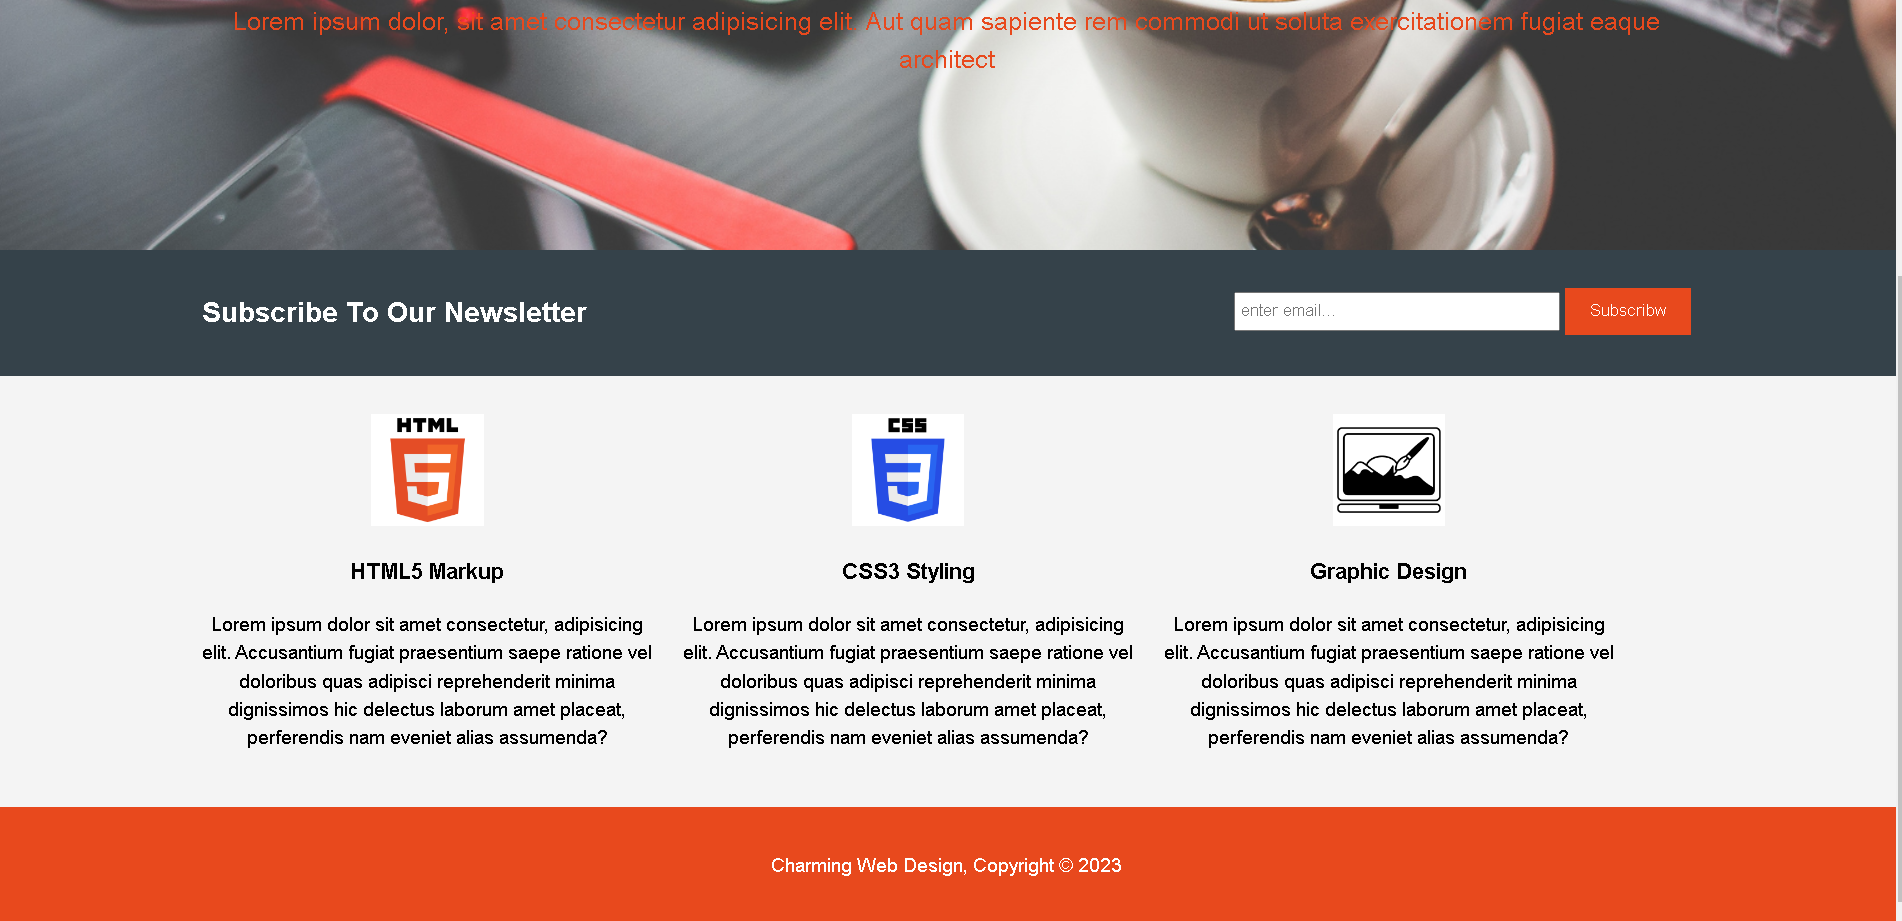 Lorem ipsum dolor, sit amet consectetur adipisicing elit. Aut quam sapiente rem commodi ut soluta exercitationem fugiat eaque
architect
Subscribe To Our Newsletter
enter email...
Subscribw
HTML
5
HTML5 Markup
Lorem ipsum dolor sit amet consectetur, adipisicing
elit. Accusantium fugiat praesentium saepe ratione vel
doloribus quas adipisci reprehenderit minima
dignissimos hic delectus laborum amet placeat,
perferendis nam eveniet alias assumenda?
CSS
3
CSS3 Styling
Lorem ipsum dolor sit amet consectetur, adipisicing
elit. Accusantium fugiat praesentium saepe ratione vel
doloribus quas adipisci reprehenderit minima
dignissimos hic delectus laborum amet placeat,
perferendis nam eveniet alias assumenda?
Graphic Design
Lorem ipsum dolor sit amet consectetur, adipisicing
elit. Accusantium fugiat praesentium saepe ratione vel
doloribus quas adipisci reprehenderit minima
dignissimos hic delectus laborum amet placeat,
perferendis nam eveniet alias assumenda?
Charming Web Design, Copyright © 2023